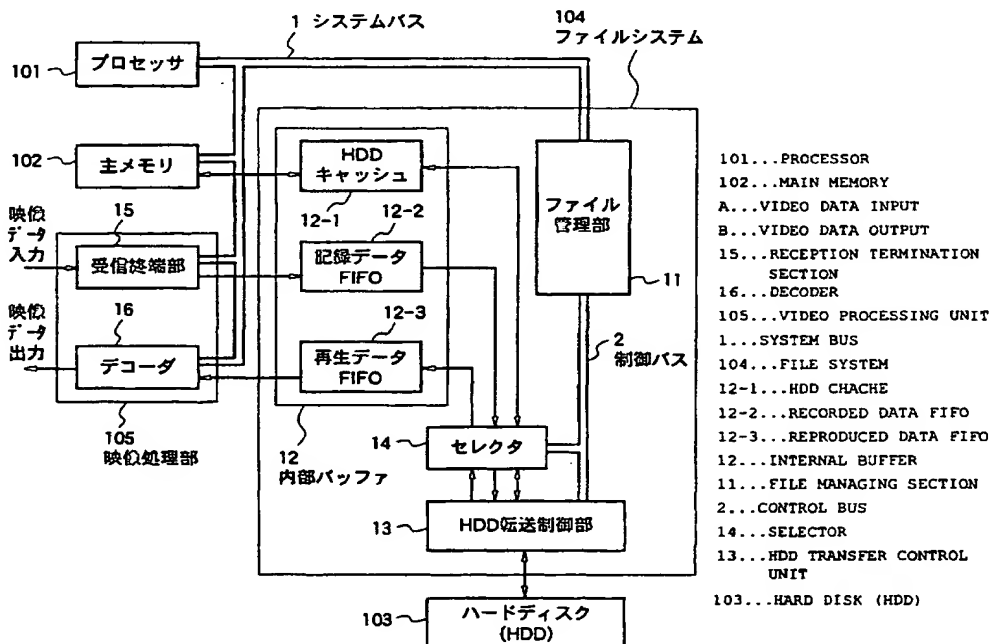 1 システムバス
104
ファイルシステム
プロセッサ
101
主メモリ
102
HDD
キャッシュ
12-1
ファイル
管理部
11
映像
データ
入力
15
受信終端部
12-2
記録データ
FIFO
映像
データ
出力
16
デコーダ
12-3
再生データ
FIFO
2
制御バス
105
映像処理部
12
内部バッファ
14
セレクタ
13
HDD転送制御部
103
ハードディスク
(HDD)
101...PROCESSOR
102...MAIN MEMORY
A...VIDEO DATA INPUT
B...VIDEO DATA OUTPUT
15...RECEPTION TERMINATION
SECTION
16...DECODER
105...VIDEO PROCESSING UNIT
1...SYSTEM BUS
104...FILE SYSTEM
12-1...HDD CHACHE
12-2...RECORDED DATA FIFO
12-3...REPRODUCED DATA FIFO
12...INTERNAL BUFFER
11...FILE MANAGING SECTION
2...CONTROL BUS
14...SELECTOR
13...HDD TRANSFER CONTROL
UNIT
103...HARD DISK (HDD)